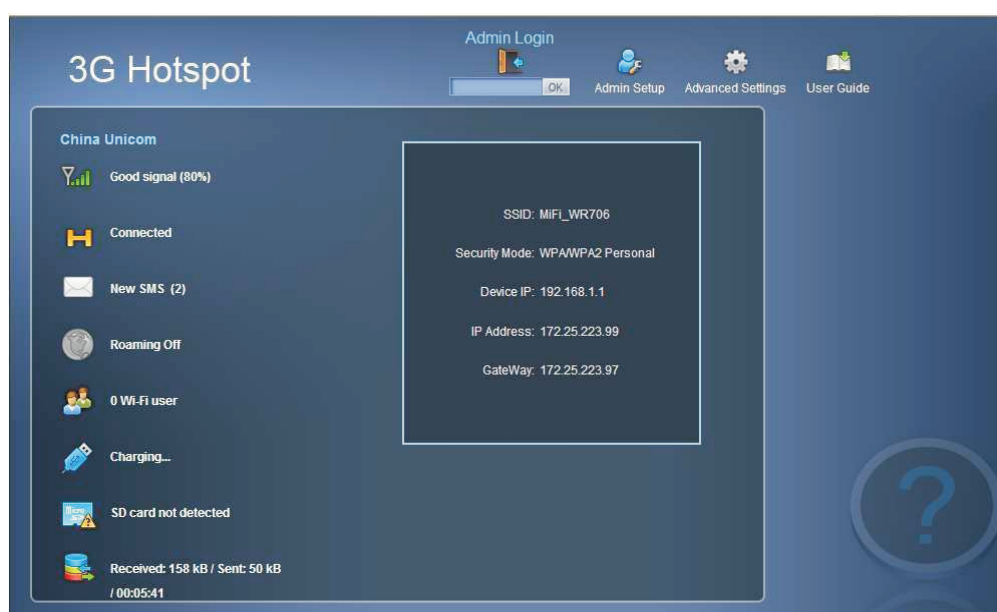 3G Hotspot
Admin Login
OK
Admin Setup
Advanced Settings
User Guide
China Unicom
Good signal (80%)
Connected
New SMS (2)
Roaming Off
0 Wi-Fi user
Charging...
SD card not detected
Received: 158 kB / Sent: 50 kB
/ 00:05:41
SSID: MiFi_WR706
Security Mode: WPA/WPA2 Personal
Device IP: 192.168.1.1
IP Address: 172.25.223.99
GateWay: 172.25.223.97
?